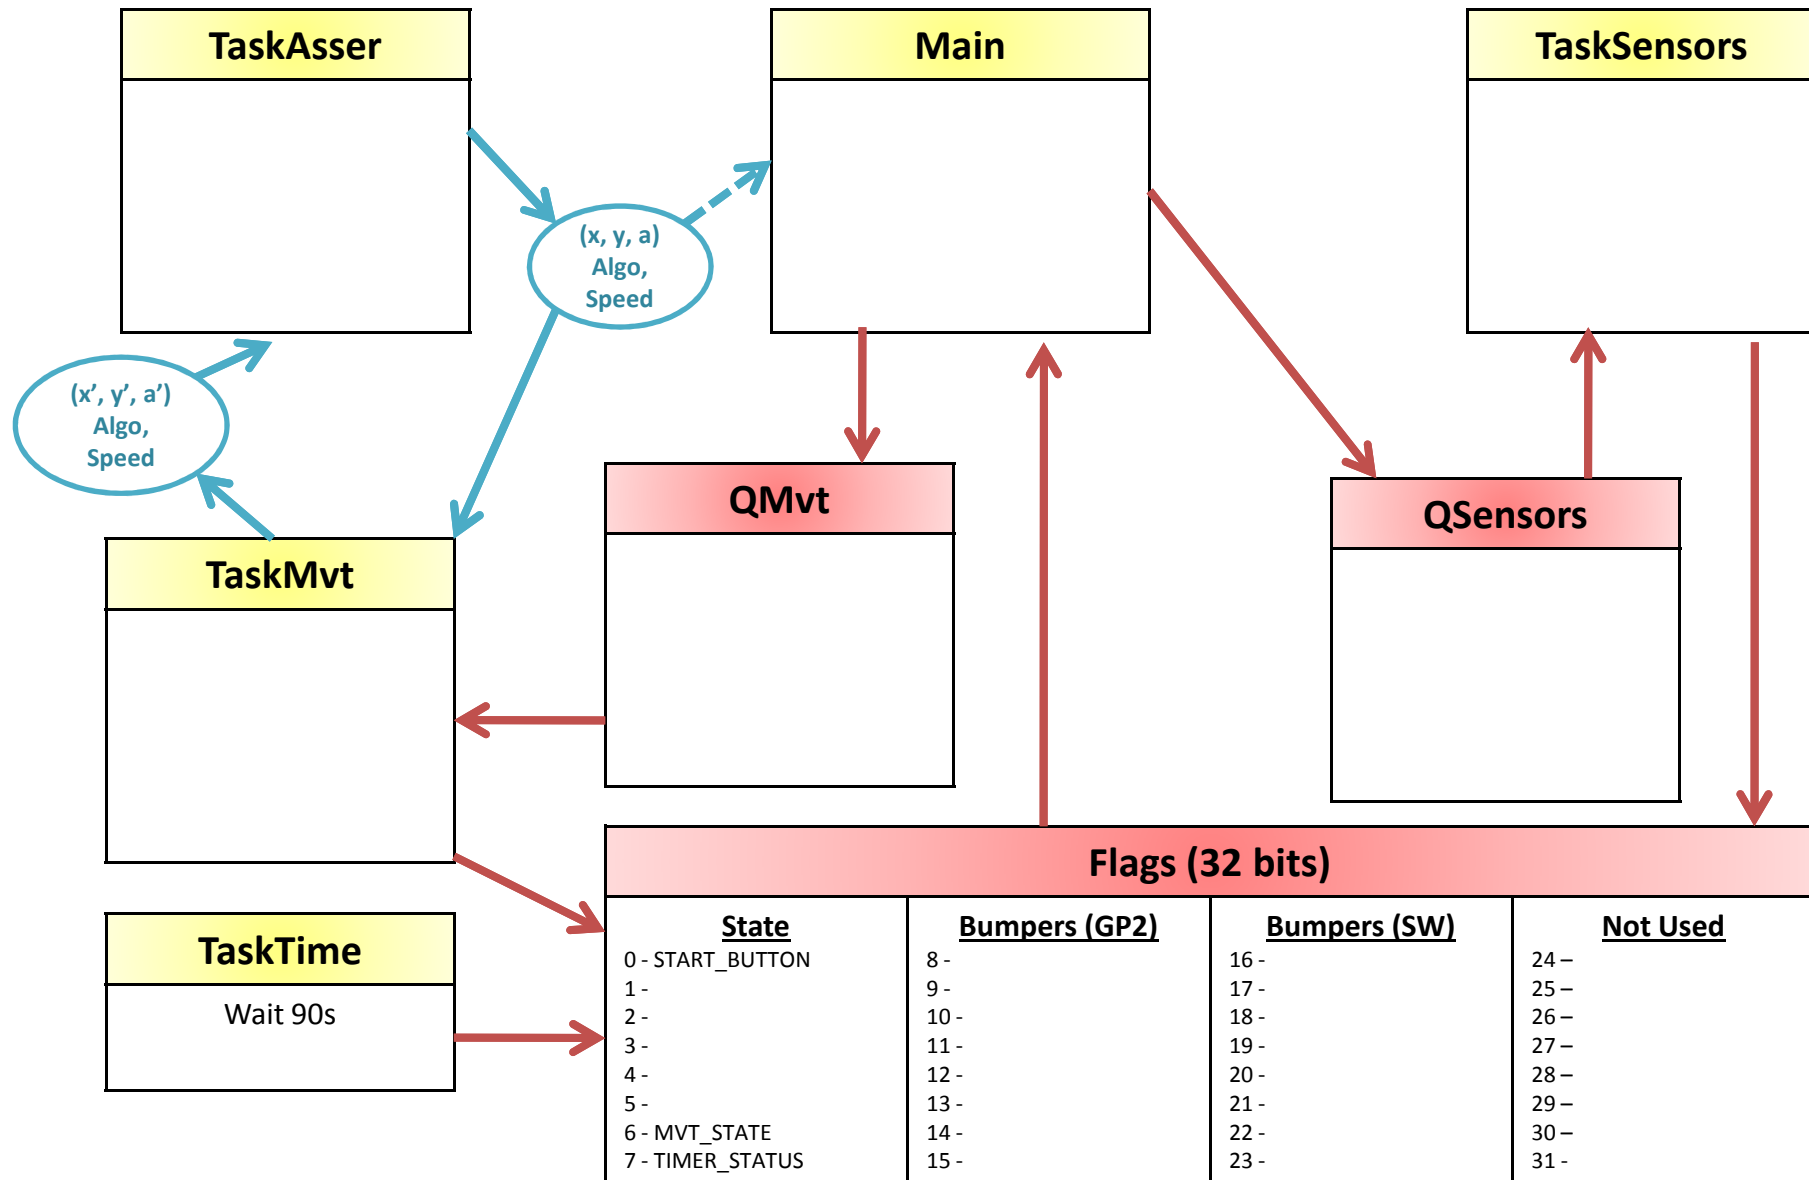 TaskAsser
Main
TaskSensors
(x, y, a)
Algo,
Speed
(x’, y’, a’)
Algo,
Speed
QMvt
QSensors
TaskMvt
Flags (32 bits)
TaskTime
Wait 90s
State
0 - START_BUTTON
1 -
2 -
3 -
4 -
5 -
6 - MVT_STATE
7 - TIMER_STATUS
Bumpers (GP2)
8 -
9 -
10 -
11 -
12 -
13 -
14 -
15 -
Bumpers (SW)
16 -
17 -
18 -
19 -
20 -
21 -
22 -
23 -
Not Used
24 –
25 –
26 –
27 –
28 –
29 –
30 –
31 -